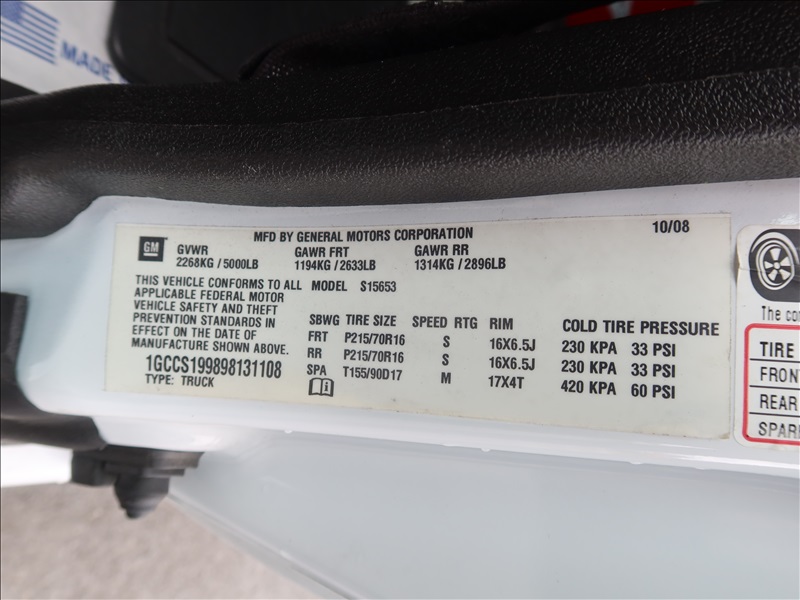 MADE
MFD BY GENERAL MOTORS CORPORATION 10/08
GM GVWR GAWR FRT GAWR RR
2268KG / 5000LB 1194KG / 2633LB 1314KG / 2896LB
THIS VEHICLE CONFORMS TO ALL MODEL S15653
APPLICABLE FEDERAL MOTOR
VEHICLE SAFETY AND THEFT
PREVENTION STANDARDS IN
EFFECT ON THE DATE OF
MANUFACTURE SHOWN ABOVE.
1GCCS199898131108
TYPE: TRUCK
SBWG TIRE SIZE SPEED RTG RIM COLD TIRE PRESSURE
FRT P215/70R16 S 16X6.5J 230 KPA 33 PSI
RR P215/70R16 S 16X6.5J 230 KPA 33 PSI
SPA T155/90D17 M 17X4T 420 KPA 60 PSI
The
TIRE
FRON
REAR
SPARE